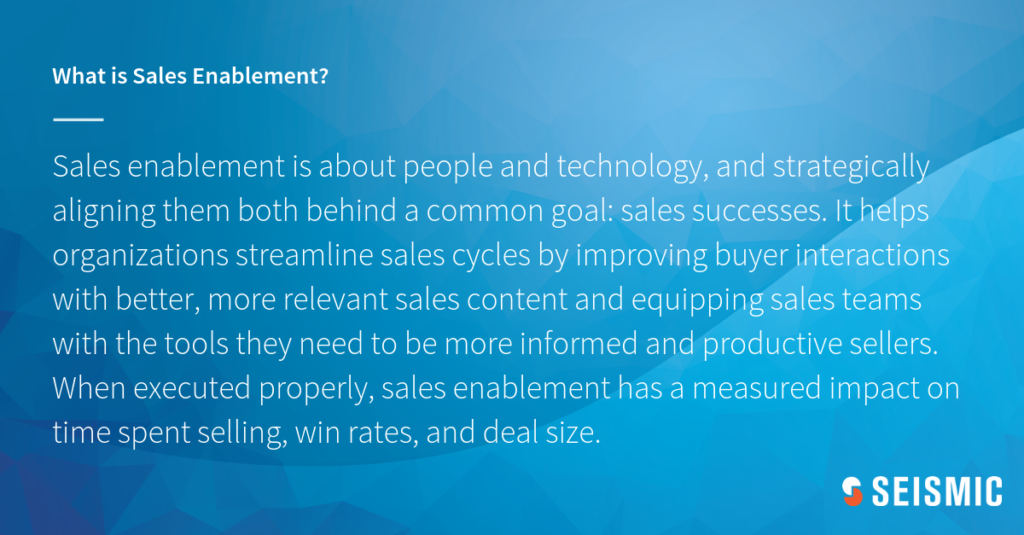 What is Sales Enablement?
Sales enablement is about people and technology, and strategically
aligning them both behind a common goal: sales successes. It helps
organizations streamline sales cycles by improving buyer interactions
with better, more relevant sales content and equipping sales teams
with the tools they need to be more informed and productive sellers.
When executed properly, sales enablement has a measured impact on
time spent selling, win rates, and deal size.
SEISMIC